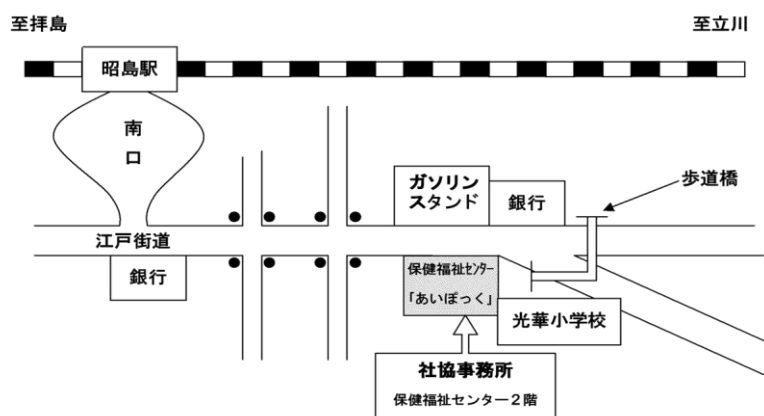 至拝島
至立川
昭島駅
南
口
ガソリン
スタンド
銀行
歩道橋
江戸街道
銀行
保健福祉センター
「あいぽっく」
光華小学校
社協事務所
保健福祉センター２階